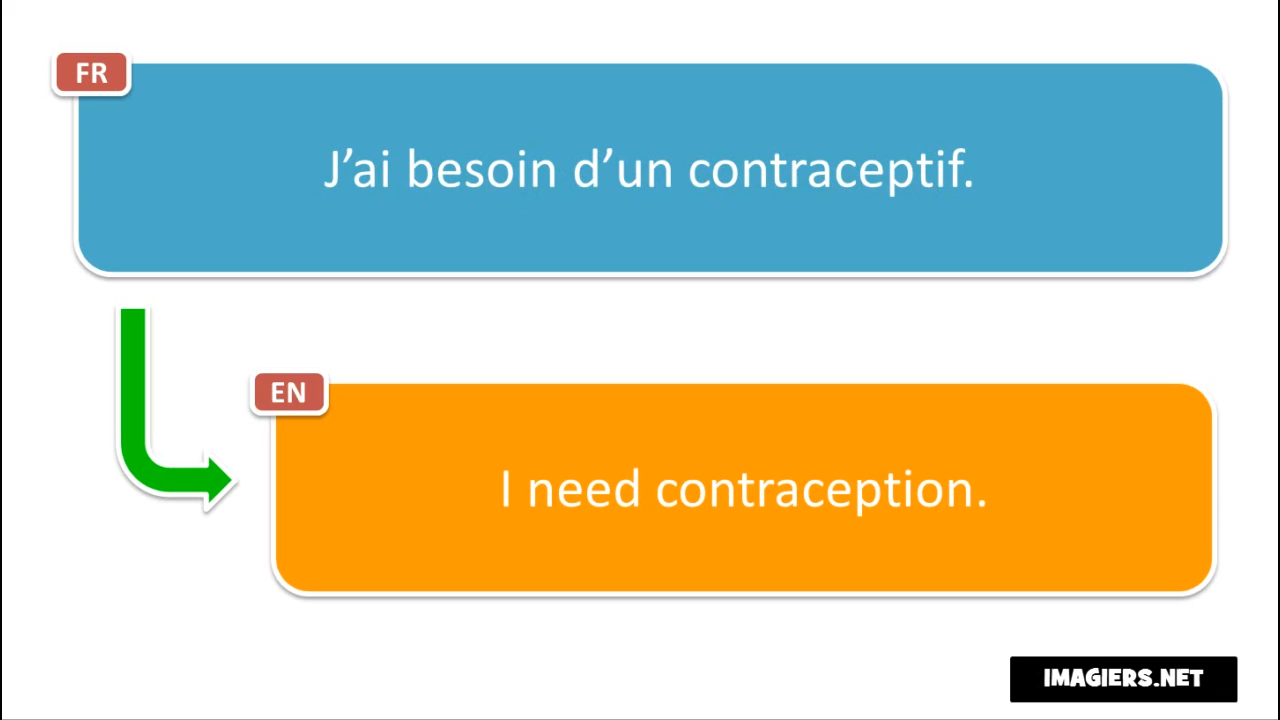 FR
J’ai besoin d’un contraceptif.
EN
I need contraception.
IMAGIERS.NET